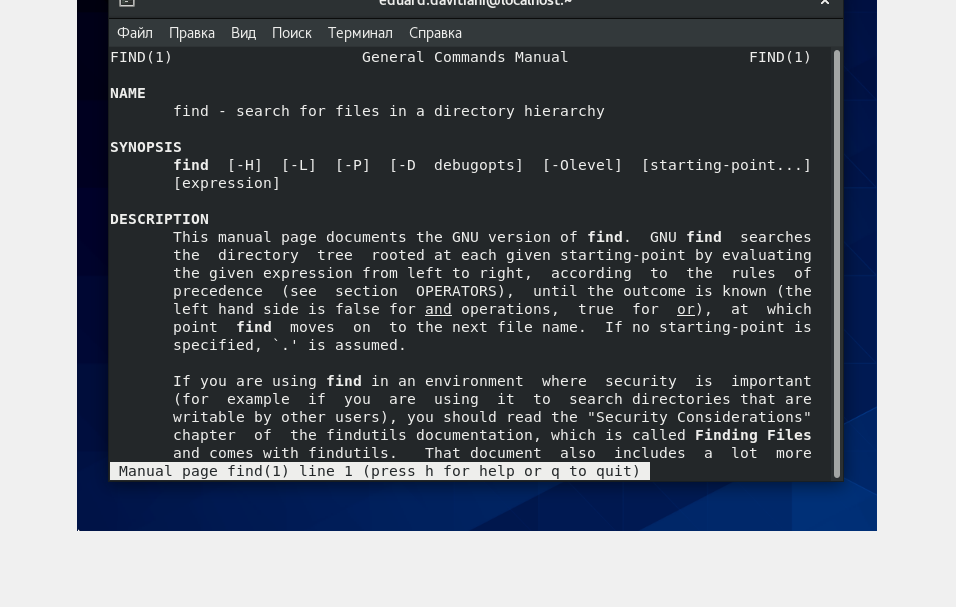 eduard.davitiani@localhost:~
Файл Правка Вид Поиск Терминал Справка
FIND(1) General Commands Manual FIND(1)
NAME
find - search for files in a directory hierarchy
SYNOPSIS
find [-H] [-L] [-P] [-D debugopts] [-Olevel] [starting-point...]
[expression]
DESCRIPTION
This manual page documents the GNU version of find. GNU find searches
the directory tree rooted at each given starting-point by evaluating
the given expression from left to right, according to the rules of
precedence (see section OPERATORS), until the outcome is known (the
left hand side is false for and operations, true for or), at which
point find moves on to the next file name. If no starting-point is
specified, `.' is assumed.
If you are using find in an environment where security is important
(for example if you are using it to search directories that are
writable by other users), you should read the "Security Considerations"
chapter of the findutils documentation, which is called Finding Files
and comes with findutils. That document also includes a lot more
Manual page find(1) line 1 (press h for help or q to quit)